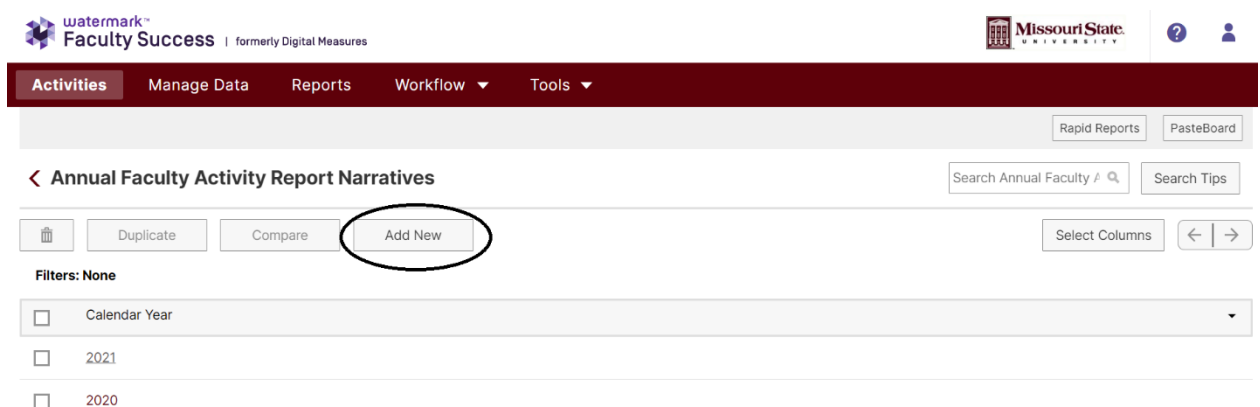 watermark™
Faculty Success | formerly Digital Measures
Missouri State.
UNIVERSITY
?
Activities Manage Data Reports Workflow Tools
Rapid Reports PasteBoard
Annual Faculty Activity Report Narratives
Search Annual Faculty A Search Tips
Duplicate Compare Add New Select Columns
Filters: None
Calendar Year
2021
2020